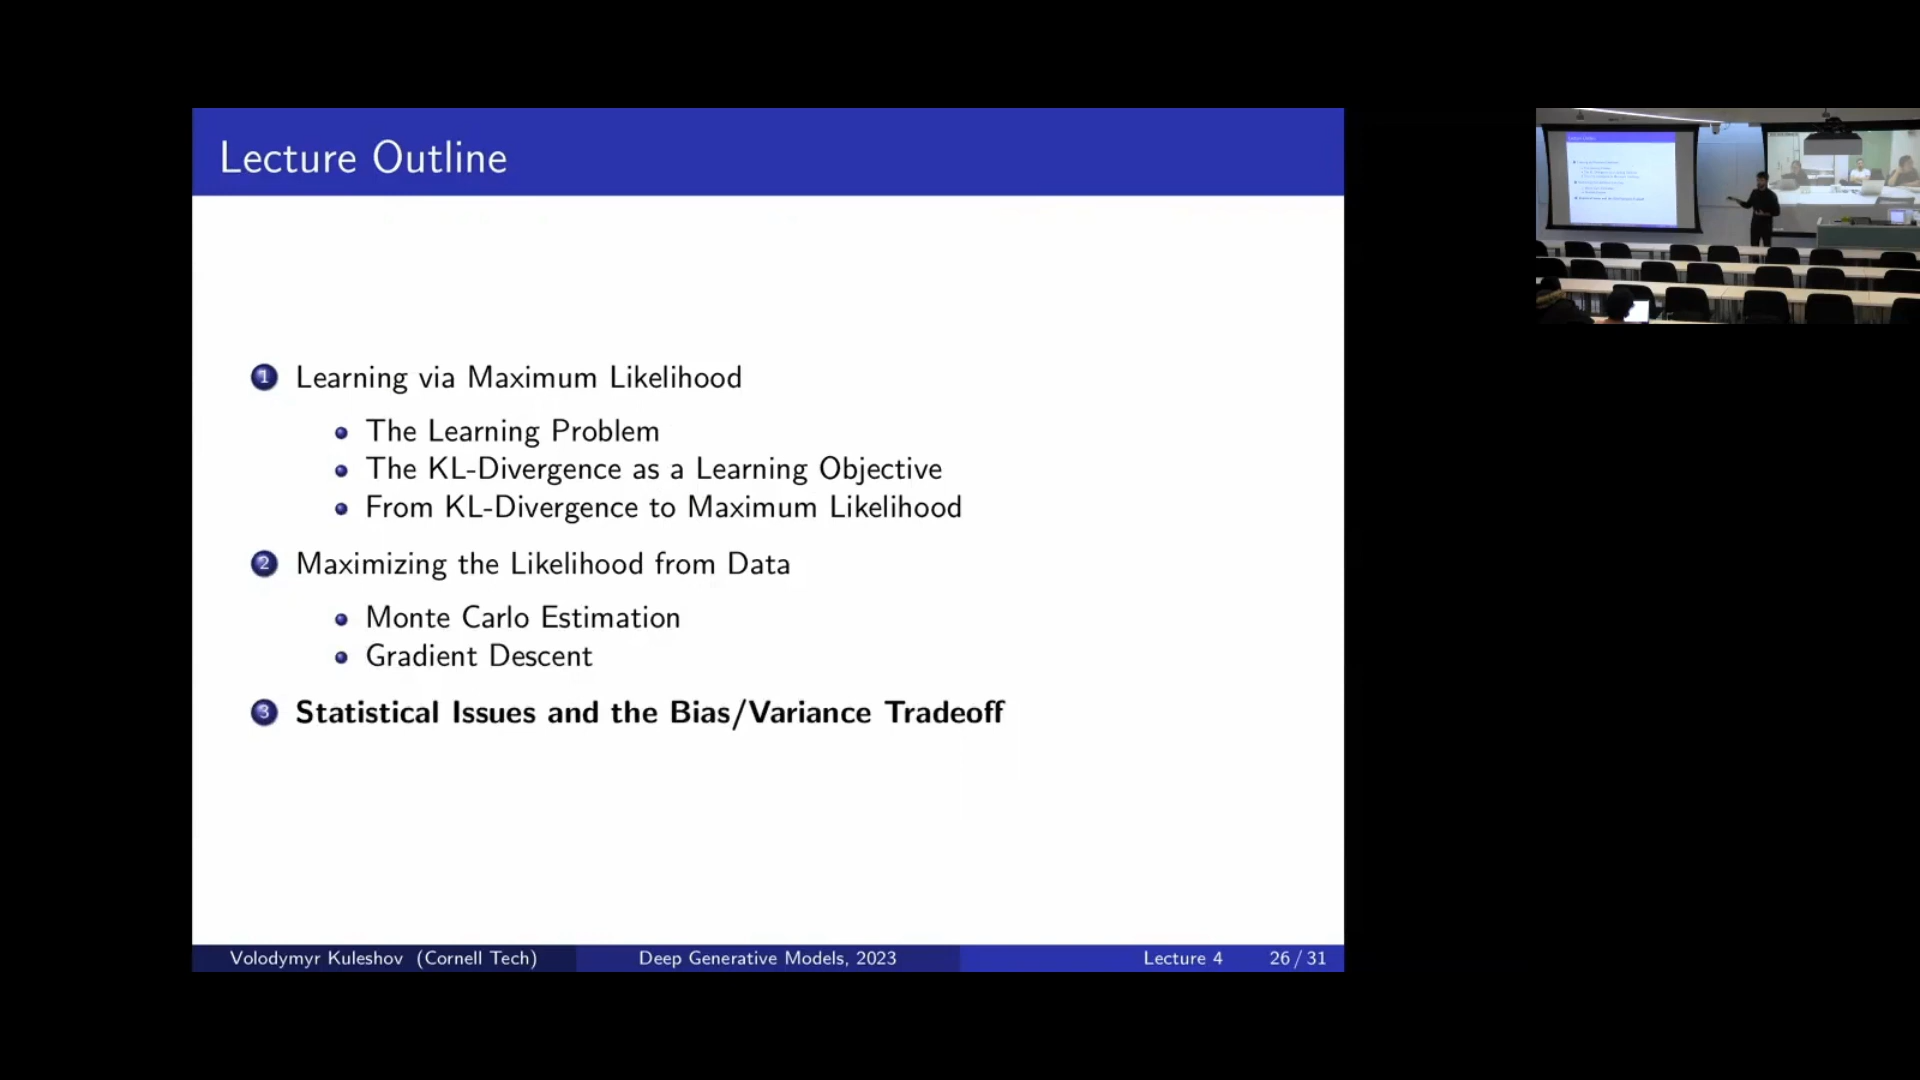 Lecture Outline
1 Learning via Maximum Likelihood
The Learning Problem
The KL-Divergence as a Learning Objective
From KL-Divergence to Maximum Likelihood
2 Maximizing the Likelihood from Data
Monte Carlo Estimation
Gradient Descent
3 Statistical Issues and the Bias/Variance Tradeoff
Volodymyr Kuleshov (Cornell Tech) Deep Generative Models, 2023 Lecture 4 26 / 31